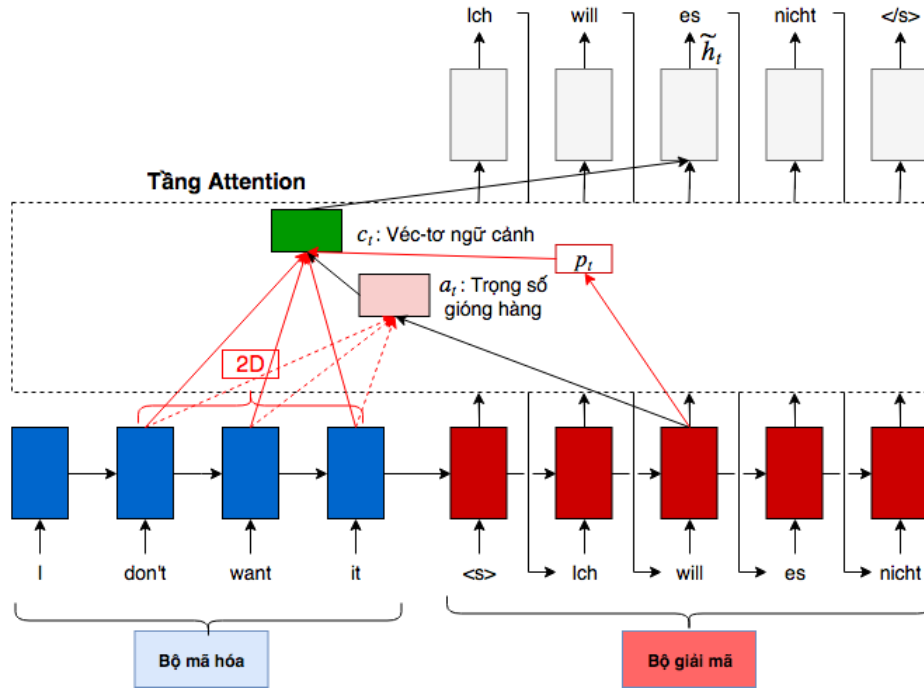 Ich will es nicht </s>
h̃ₜ
Tầng Attention
cₜ: Véc-tơ ngữ cảnh
pₜ
aₜ: Trọng số
gióng hàng
2D
I don't want it <s> Ich will es nicht
Bộ mã hóa
Bộ giải mã